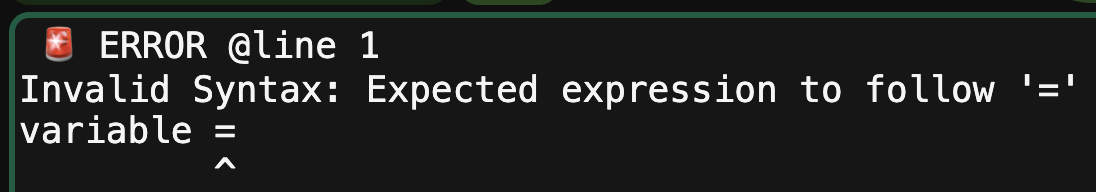 🚨 ERROR @line 1
Invalid Syntax: Expected expression to follow '='
variable =
^